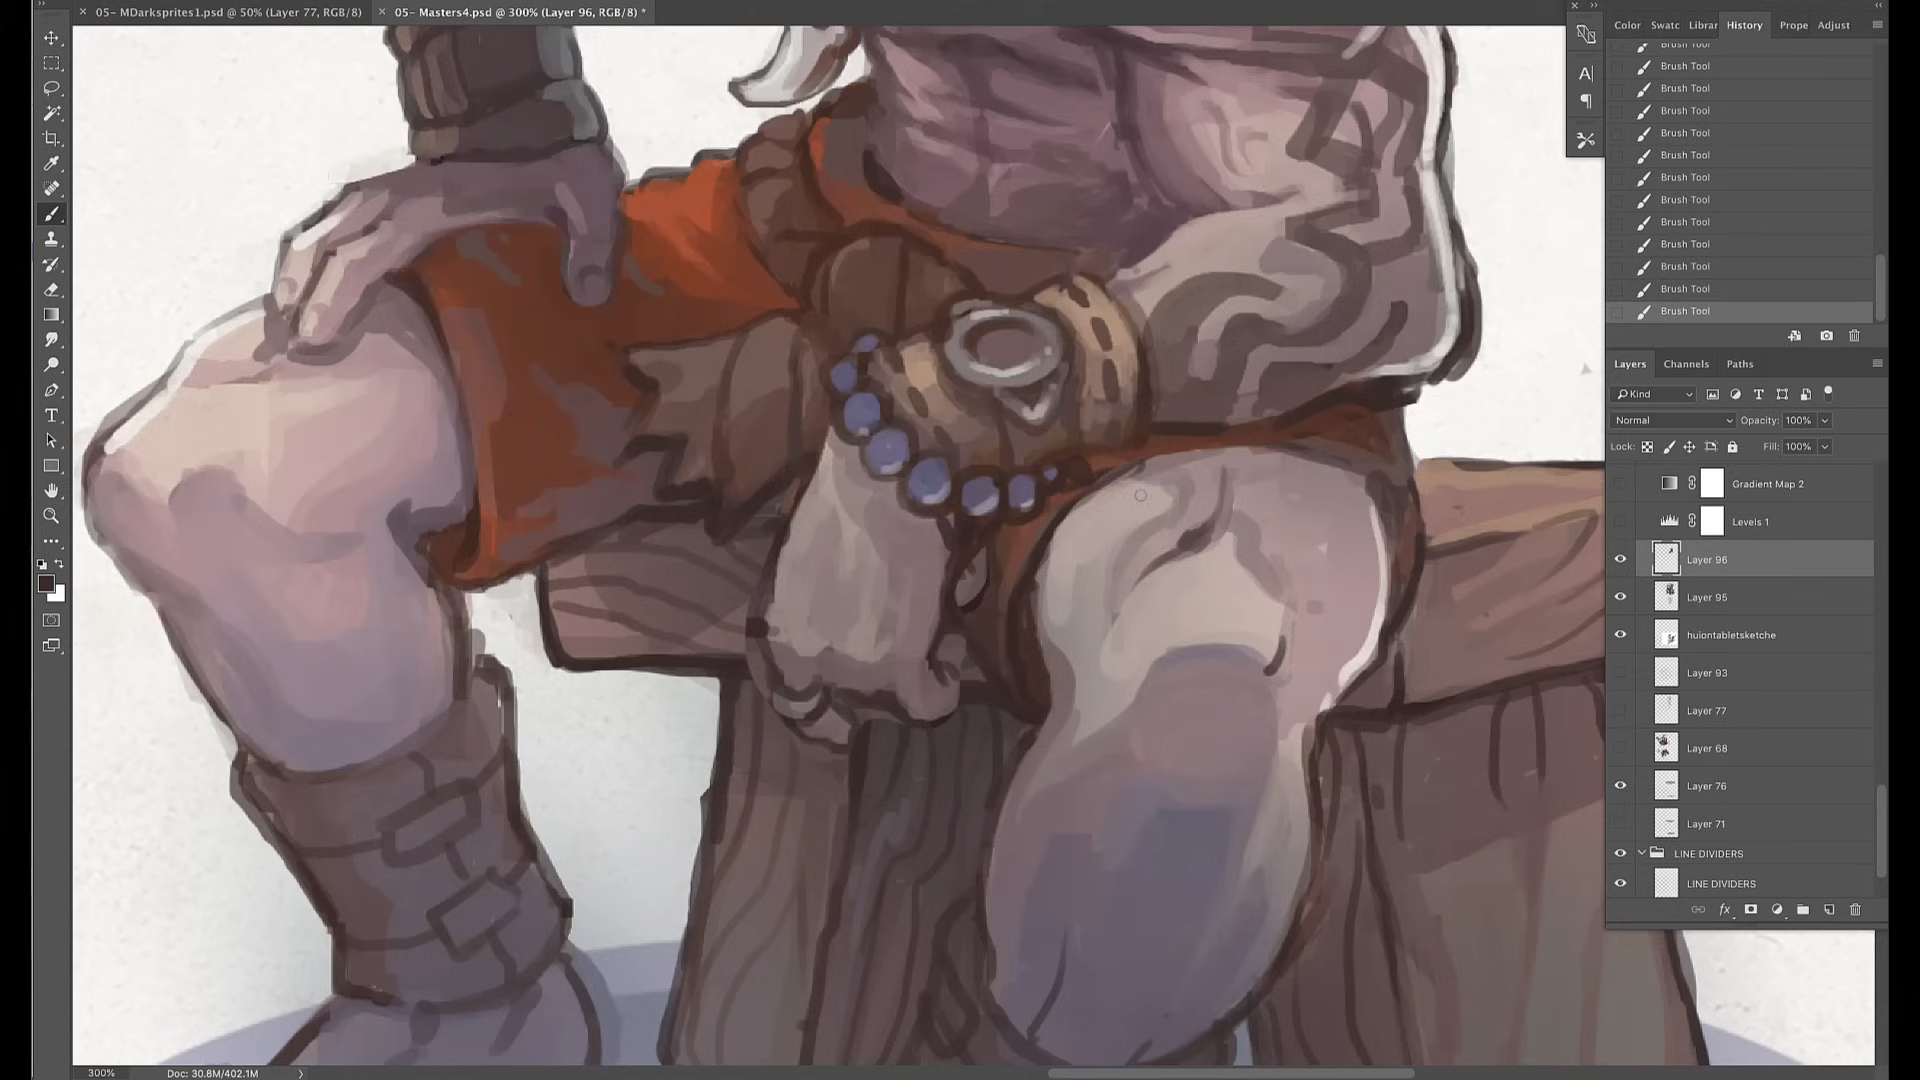 05- MDarksprites1.psd @ 50% (Layer 77, RGB/8)
05- Masters4.psd @ 300% (Layer 96, RGB/8) *
Color Swatc Librar History Prope Adjust
Brush Tool
Brush Tool
Brush Tool
Brush Tool
Brush Tool
Brush Tool
Brush Tool
Brush Tool
Brush Tool
Brush Tool
Brush Tool
Brush Tool
Brush Tool
Layers Channels Paths
Kind
Normal Opacity: 100%
Lock: Fill: 100%
Gradient Map 2
Levels 1
Layer 96
Layer 95
huiontabletsketche
Layer 93
Layer 77
Layer 68
Layer 76
Layer 71
LINE DIVIDERS
LINE DIVIDERS
fx
300% Doc: 30.8M/402.1M